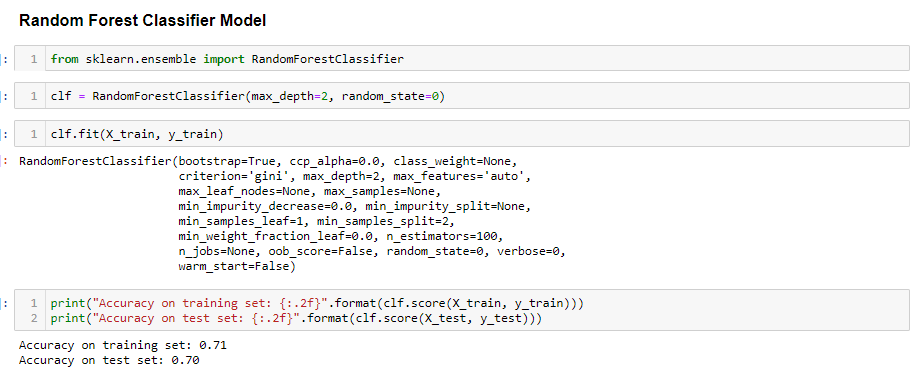 Random Forest Classifier Model
]: 1 from sklearn.ensemble import RandomForestClassifier
]: 1 clf = RandomForestClassifier(max_depth=2, random_state=0)
]: 1 clf.fit(X_train, y_train)
]: RandomForestClassifier(bootstrap=True, ccp_alpha=0.0, class_weight=None,
criterion='gini', max_depth=2, max_features='auto',
max_leaf_nodes=None, max_samples=None,
min_impurity_decrease=0.0, min_impurity_split=None,
min_samples_leaf=1, min_samples_split=2,
min_weight_fraction_leaf=0.0, n_estimators=100,
n_jobs=None, oob_score=False, random_state=0, verbose=0,
warm_start=False)
]: 1 print("Accuracy on training set: {:.2f}".format(clf.score(X_train, y_train)))
2 print("Accuracy on test set: {:.2f}".format(clf.score(X_test, y_test)))
Accuracy on training set: 0.71
Accuracy on test set: 0.70